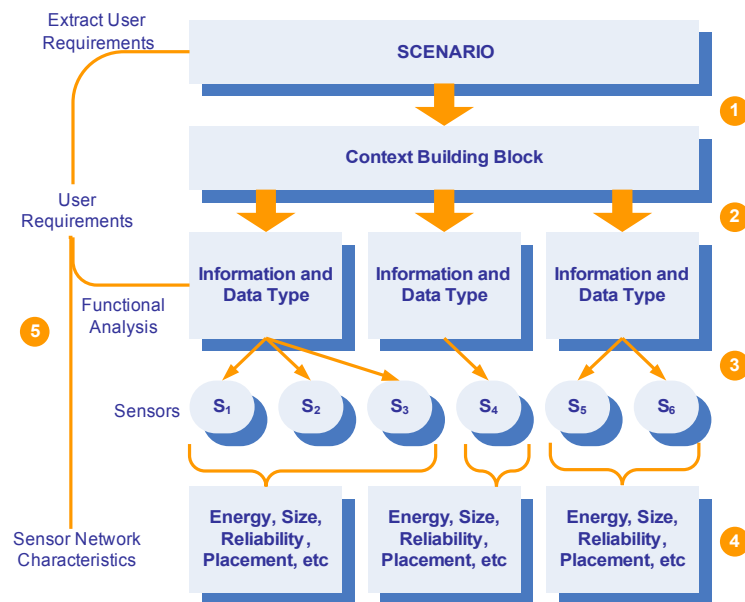 Extract User
Requirements
SCENARIO
1
Context Building Block
User
Requirements
2
Information and
Data Type
Information and
Data Type
Information and
Data Type
Functional
Analysis
5
3
Sensors
S₁
S₂
S₃
S₄
S₅
S₆
Energy, Size,
Reliability,
Placement, etc
Energy, Size,
Reliability,
Placement, etc
Energy, Size,
Reliability,
Placement, etc
Sensor Network
Characteristics
4